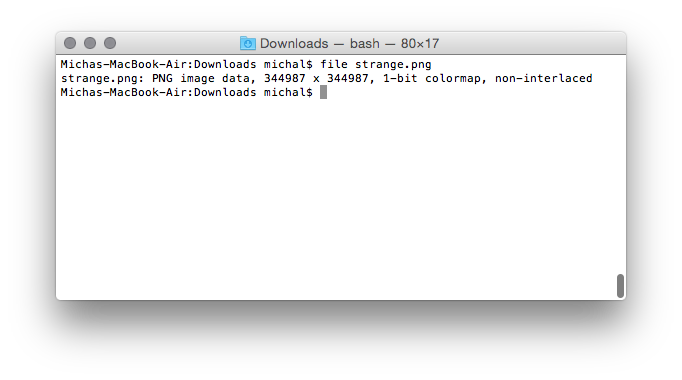 Downloads — bash — 80×17
Michas-MacBook-Air:Downloads michal$ file strange.png
strange.png: PNG image data, 344987 x 344987, 1-bit colormap, non-interlaced
Michas-MacBook-Air:Downloads michal$